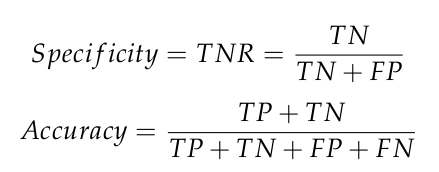 Specificity = TNR = TN / TN + FP
Accuracy = TP + TN / TP + TN + FP + FN